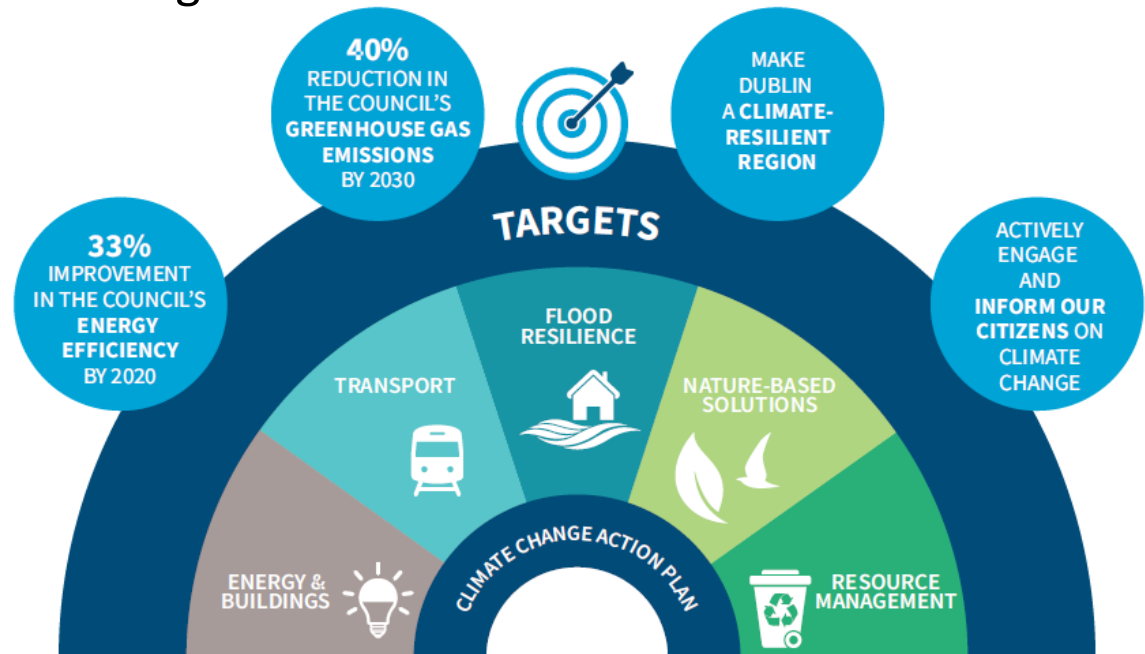 40%
REDUCTION IN
THE COUNCIL'S
GREENHOUSE GAS
EMISSIONS
BY 2030
MAKE
DUBLIN
A CLIMATE-
RESILIENT
REGION
33%
IMPROVEMENT
IN THE COUNCIL'S
ENERGY
EFFICIENCY
BY 2020
TARGETS
ACTIVELY
ENGAGE
AND
INFORM OUR
CITIZENS ON
CLIMATE
CHANGE
FLOOD
RESILIENCE
TRANSPORT
NATURE-BASED
SOLUTIONS
ENERGY &
BUILDINGS
CLIMATE CHANGE ACTION PLAN
RESOURCE
MANAGEMENT